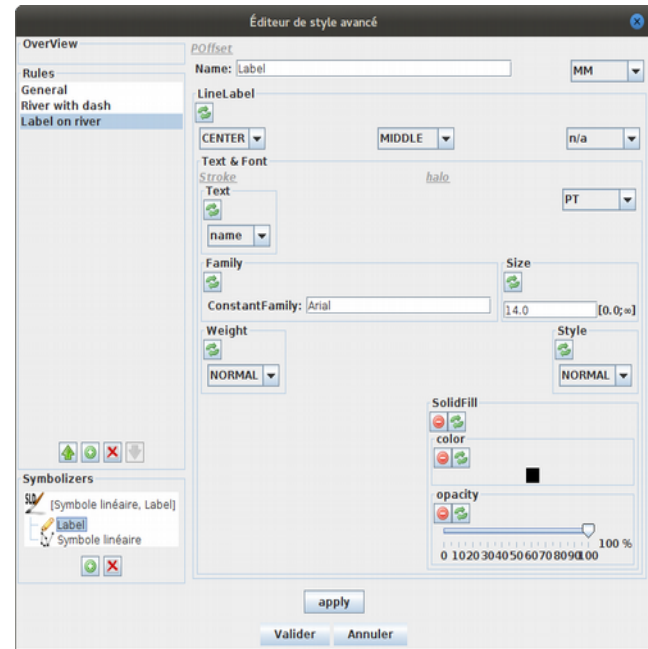 Éditeur de style avancé
OverView
Rules
General
River with dash
Label on river
Symbolizers
SLD
[Symbole linéaire, Label]
Label
Symbole linéaire
POffset
Name: Label
MM
LineLabel
CENTER
MIDDLE
n/a
Text & Font
Stroke
halo
Text
PT
name
Family
Size
ConstantFamily: Arial
14.0
[0.0;∞]
Weight
Style
NORMAL
NORMAL
SolidFill
color
opacity
100 %
0 10 20 30 40 50 60 70 80 90 100
apply
Valider
Annuler